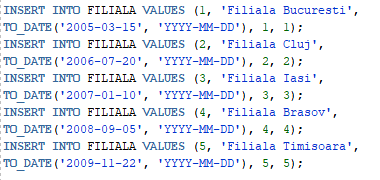 INSERT INTO FILIALA VALUES (1, 'Filiala Bucuresti',
TO_DATE('2005-03-15', 'YYYY-MM-DD'), 1, 1);
INSERT INTO FILIALA VALUES (2, 'Filiala Cluj',
TO_DATE('2006-07-20', 'YYYY-MM-DD'), 2, 2);
INSERT INTO FILIALA VALUES (3, 'Filiala Iasi',
TO_DATE('2007-01-10', 'YYYY-MM-DD'), 3, 3);
INSERT INTO FILIALA VALUES (4, 'Filiala Brasov',
TO_DATE('2008-09-05', 'YYYY-MM-DD'), 4, 4);
INSERT INTO FILIALA VALUES (5, 'Filiala Timisoara',
TO_DATE('2009-11-22', 'YYYY-MM-DD'), 5, 5);